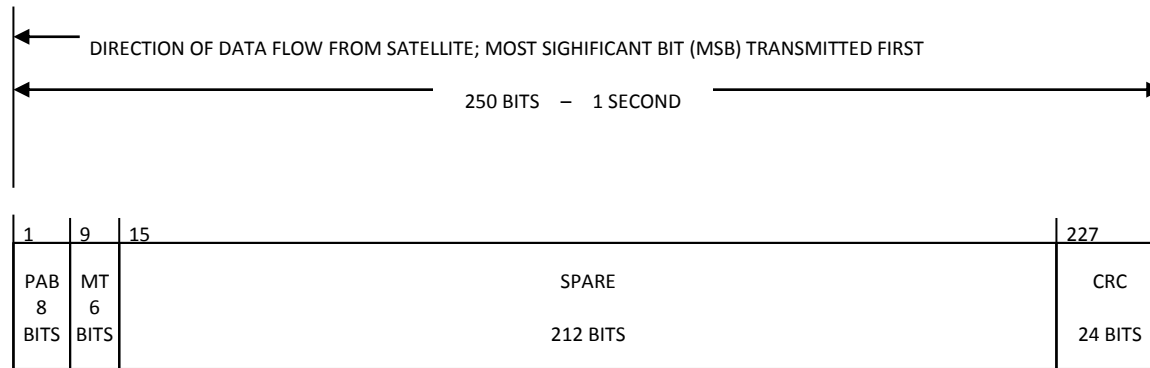 DIRECTION OF DATA FLOW FROM SATELLITE; MOST SIGHIFICANT BIT (MSB) TRANSMITTED FIRST
250 BITS – 1 SECOND
1 9 15 227
PAB MT SPARE CRC
8 6
BITS BITS 212 BITS 24 BITS